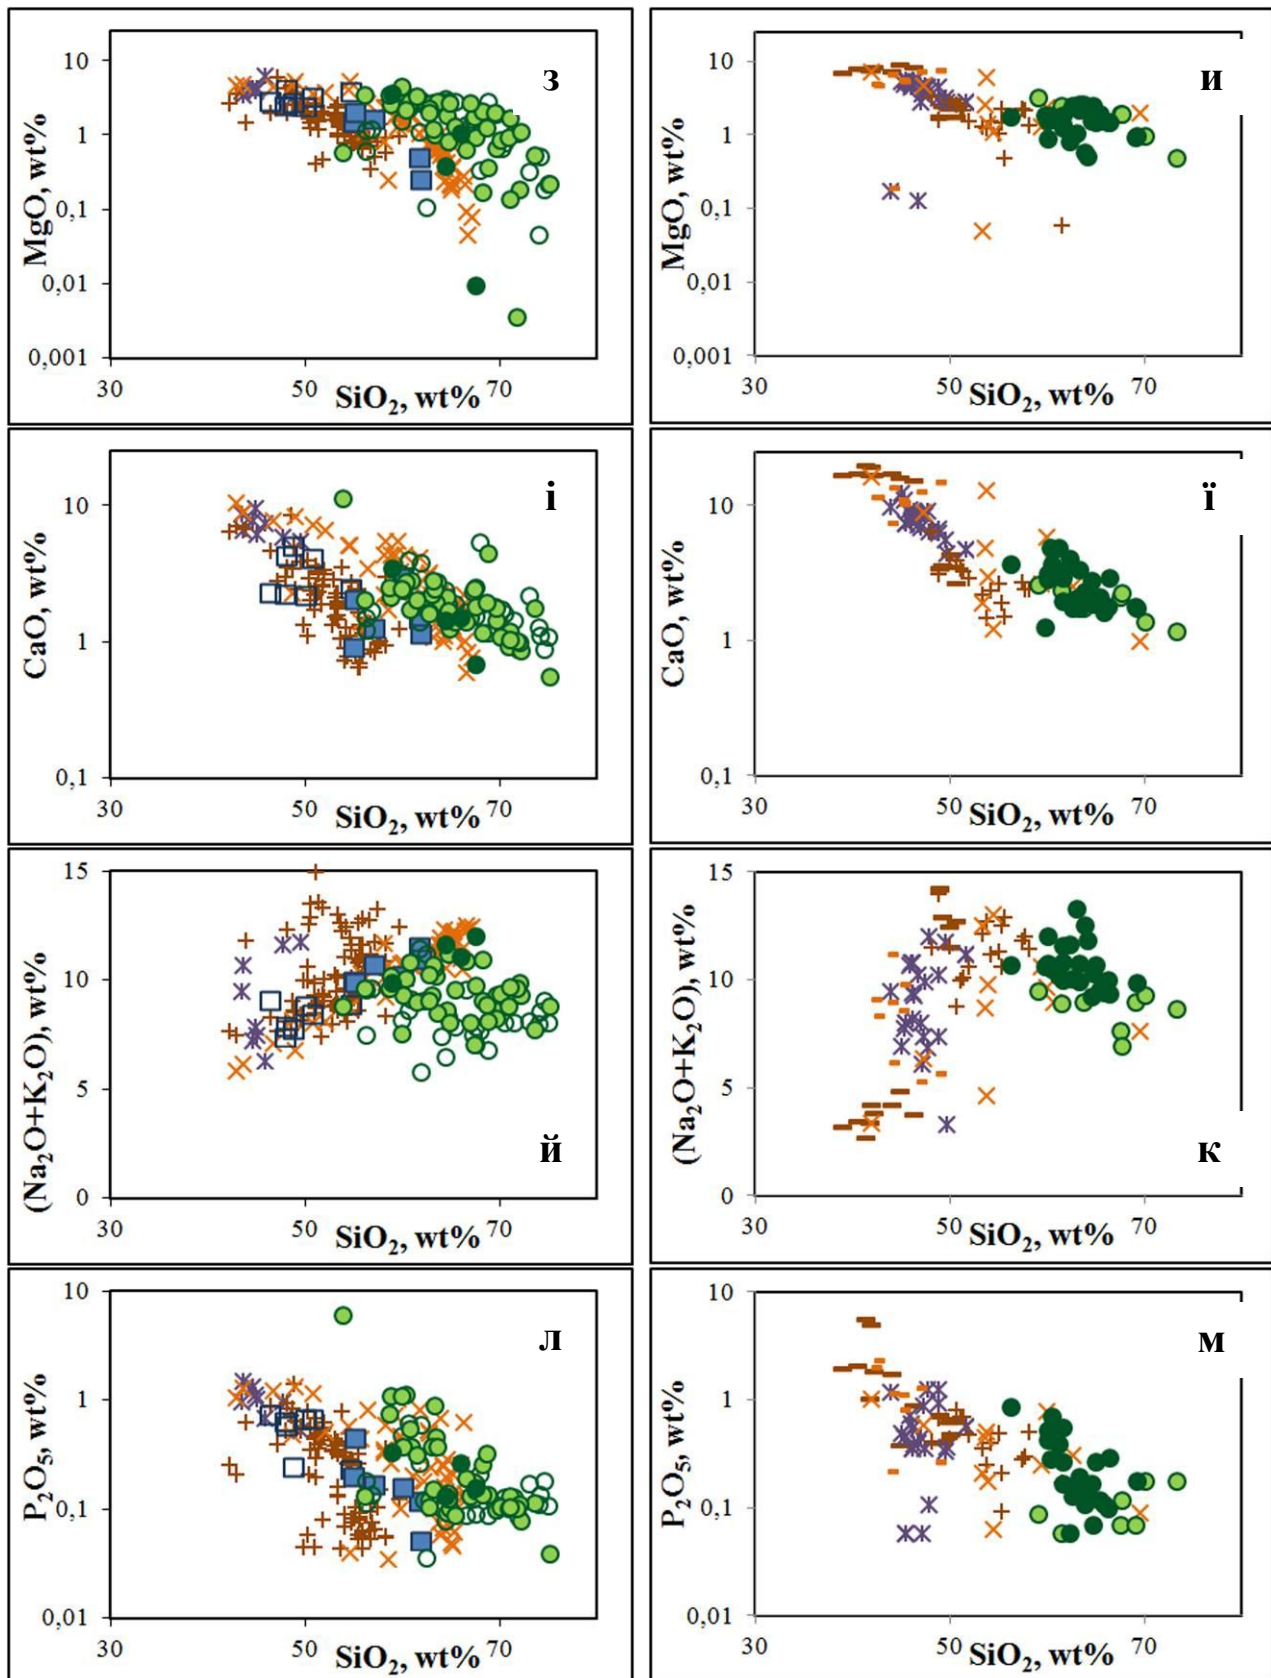 з
10
1
0,1
0,01
0,001
MgO, wt%
30 50 70
SiO₂, wt%
и
10
1
0,1
0,01
0,001
MgO, wt%
30 50 70
SiO₂, wt%
і
10
1
0,1
CaO, wt%
30 50 70
SiO₂, wt%
ї
10
1
0,1
CaO, wt%
30 50 70
SiO₂, wt%
й
15
10
5
0
(Na₂O+K₂O), wt%
30 50 70
SiO₂, wt%
к
15
10
5
0
(Na₂O+K₂O), wt%
30 50 70
SiO₂, wt%
л
10
1
0,1
0,01
P₂O₅, wt%
30 50 70
SiO₂, wt%
м
10
1
0,1
0,01
P₂O₅, wt%
30 50 70
SiO₂, wt%